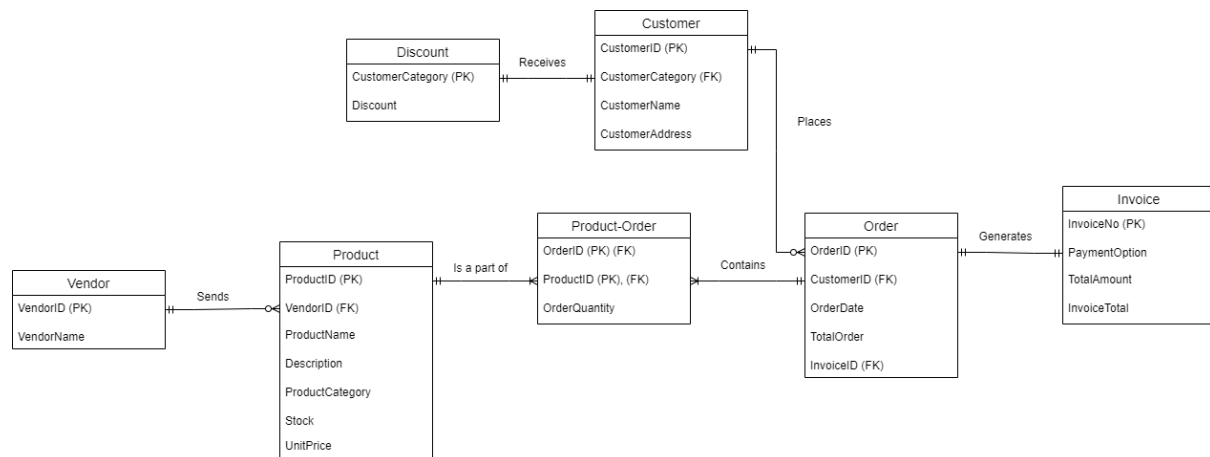 Customer
CustomerID (PK)
CustomerCategory (FK)
CustomerName
CustomerAddress
Discount
CustomerCategory (PK)
Discount
Receives
Places
Invoice
InvoiceNo (PK)
PaymentOption
TotalAmount
InvoiceTotal
Generates
Order
OrderID (PK)
CustomerID (FK)
OrderDate
TotalOrder
InvoiceID (FK)
Contains
Product-Order
OrderID (PK) (FK)
ProductID (PK), (FK)
OrderQuantity
Is a part of
Product
ProductID (PK)
VendorID (FK)
ProductName
Description
ProductCategory
Stock
UnitPrice
Sends
Vendor
VendorID (PK)
VendorName